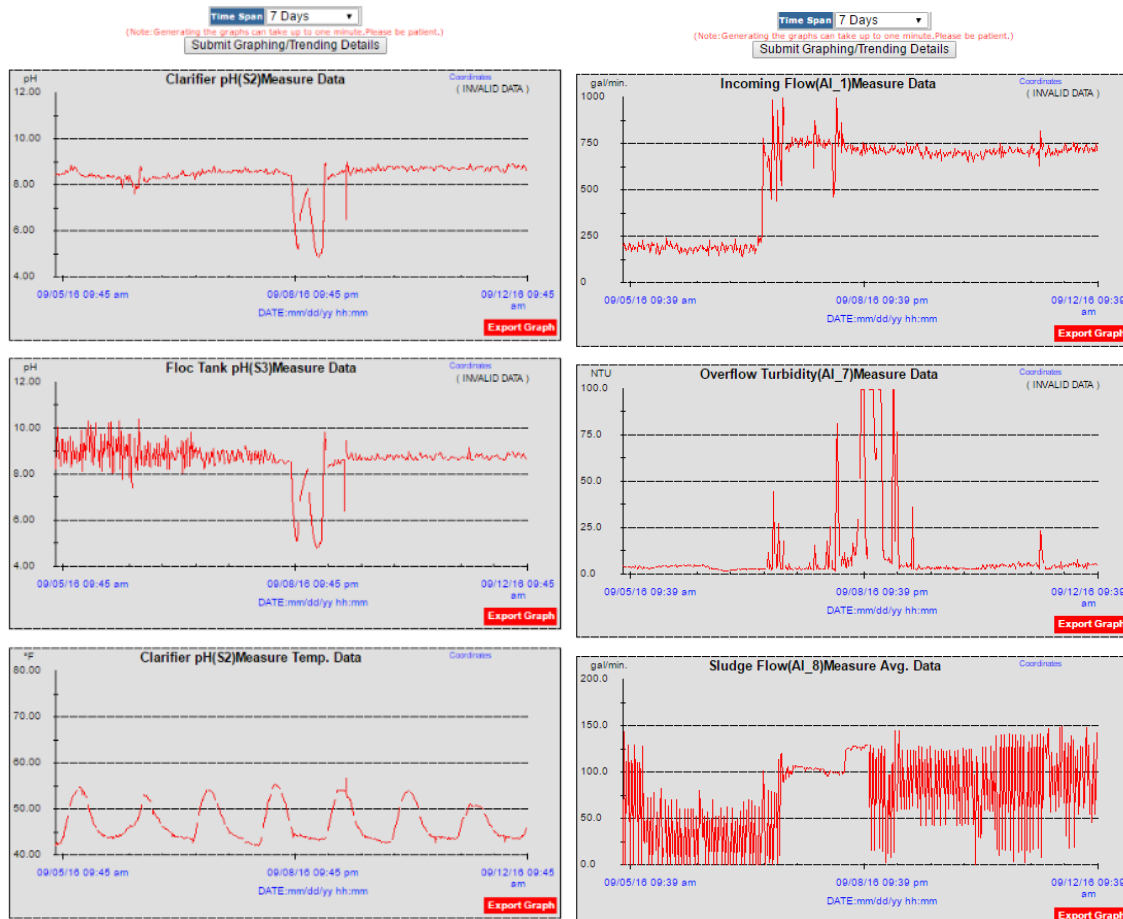 Time Span 7 Days
(Note:Generating the graphs can take up to one minute.Please be patient.)
Submit Graphing/Trending Details
pH
Clarifier pH(S2)Measure Data
Coordinates
( INVALID DATA )
12.00
10.00
8.00
6.00
4.00
09/05/16 09:45 am
09/08/16 09:45 pm
09/12/16 09:45
am
DATE:mm/dd/yy hh:mm
Export Graph
pH
Floc Tank pH(S3)Measure Data
Coordinates
( INVALID DATA )
12.00
10.00
8.00
6.00
4.00
09/05/16 09:45 am
09/08/16 09:45 pm
09/12/16 09:45
am
DATE:mm/dd/yy hh:mm
Export Graph
°F
Clarifier pH(S2)Measure Temp. Data
Coordinates
80.00
70.00
60.00
50.00
40.00
09/05/16 09:45 am
09/08/16 09:45 pm
09/12/16 09:45
am
DATE:mm/dd/yy hh:mm
Export Graph
Time Span 7 Days
(Note:Generating the graphs can take up to one minute.Please be patient.)
Submit Graphing/Trending Details
gal/min.
Incoming Flow(AI_1)Measure Data
Coordinates
( INVALID DATA )
1000
750
500
250
0
09/05/16 09:39 am
09/08/16 09:39 pm
09/12/16 09:39
am
DATE:mm/dd/yy hh:mm
Export Graph
NTU
Overflow Turbidity(AI_7)Measure Data
Coordinates
( INVALID DATA )
100.0
75.0
50.0
25.0
0.0
09/05/16 09:39 am
09/08/16 09:39 pm
09/12/16 09:39
am
DATE:mm/dd/yy hh:mm
Export Graph
gal/min.
Sludge Flow(AI_8)Measure Avg. Data
Coordinates
200.0
150.0
100.0
50.0
0.0
09/05/16 09:39 am
09/08/16 09:39 pm
09/12/16 09:39
am
DATE:mm/dd/yy hh:mm
Export Graph